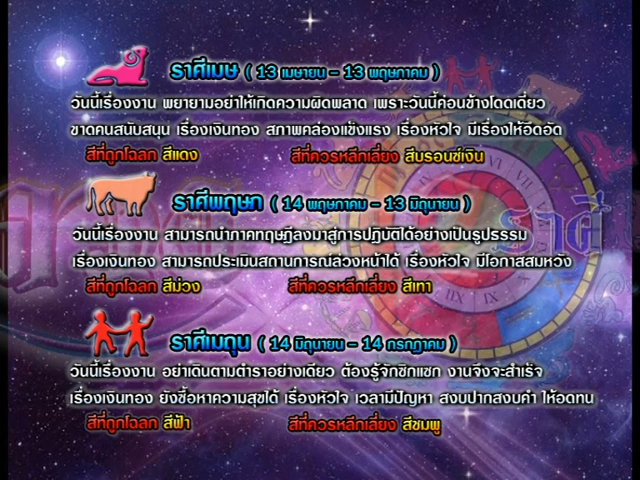 ราศีเมษ ( 13 เมษายน - 13 พฤษภาคม )
วันนี้เรื่องงาน พยายามอย่าให้เกิดความผิดพลาด เพราะวันนี้ค่อนข้างโดดเดี่ยว
ขาดคนสนับสนุน เรื่องเงินทอง สภาพคล่องแข็งแรง เรื่องหัวใจ มีเรื่องให้อึดอัด
สีที่ถูกโฉลก สีแดง สีที่ควรหลีกเลี่ยง สีบรอนซ์เงิน
ราศีพฤษภ ( 14 พฤษภาคม - 13 มิถุนายน )
วันนี้เรื่องงาน สามารถนำภาคทฤษฎีลงมาสู่การปฏิบัติได้อย่างเป็นรูปธรรรม
เรื่องเงินทอง สามารถประเมินสถานการณ์ล่วงหน้าได้ เรื่องหัวใจ มีโอกาสสมหวัง
สีที่ถูกโฉลก สีม่วง สีที่ควรหลีกเลี่ยง สีเทา
ราศีเมถุน ( 14 มิถุนายน - 14 กรกฎาคม )
วันนี้เรื่องงาน อย่าเดินตามตำราอย่างเดียว ต้องรู้จักซิกแซก งานจึงจะสำเร็จ
เรื่องเงินทอง ยังซื้อหาความสุขได้ เรื่องหัวใจ เวลามีปัญหา สงบปากสงบคำ ให้อดทน
สีที่ถูกโฉลก สีฟ้า สีที่ควรหลีกเลี่ยง สีชมพู
ราศี